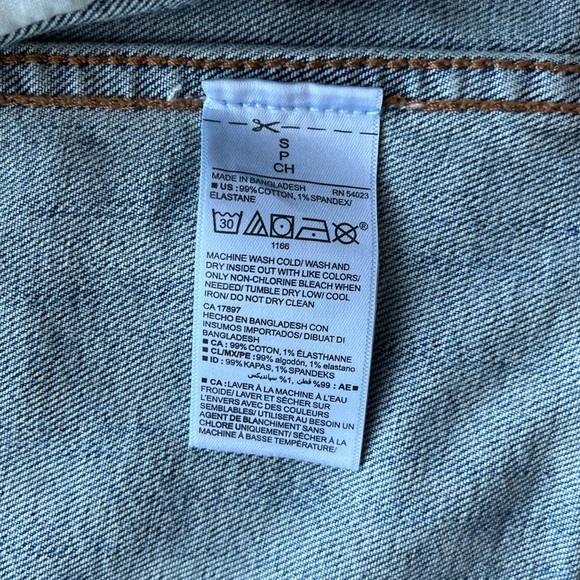 S
P
CH
MADE IN BANGLADESH RN 54023
■ US : 99% COTTON, 1% SPANDEX/
ELASTANE
30
1166
MACHINE WASH COLD/ WASH AND
DRY INSIDE OUT WITH LIKE COLORS/
ONLY NON-CHLORINE BLEACH WHEN
NEEDED/ TUMBLE DRY LOW/ COOL
IRON/ DO NOT DRY CLEAN
CA 17897
HECHO EN BANGLADESH CON
INSUMOS IMPORTADOS/ DIBUAT DI
BANGLADESH
■ CA : 99% COTON, 1% ÉLASTHANNE
■ CL/MX/PE : 99% algodón, 1% elastano
■ ID : 99% KAPAS, 1% SPANDEKS
■ AE : 99% قطن, 1% سباندیکس
■ CA : LAVER À LA MACHINE À L'EAU
FROIDE/ LAVER ET SÉCHER SUR
L'ENVERS AVEC DES COULEURS
SEMBLABLES/ UTILISER AU BESOIN UN
AGENT DE BLANCHIMENT SANS
CHLORE UNIQUEMENT/ SÉCHER À LA
MACHINE À BASSE TEMPÉRATURE/